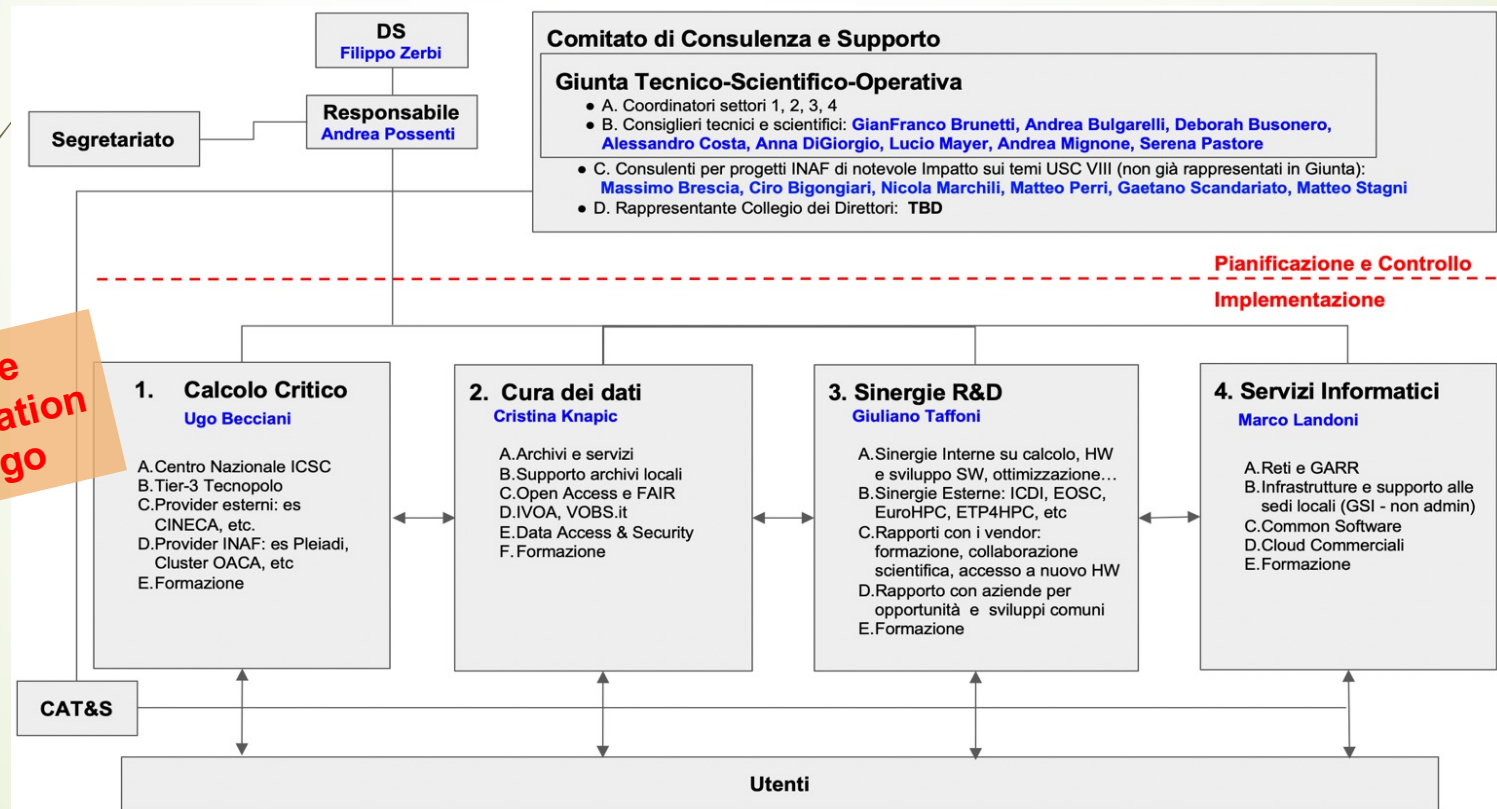 DS
Filippo Zerbi
Responsabile
Andrea Possenti
Segretariato
Comitato di Consulenza e Supporto
Giunta Tecnico-Scientifico-Operativa
● A. Coordinatori settori 1, 2, 3, 4
● B. Consiglieri tecnici e scientifici: GianFranco Brunetti, Andrea Bulgarelli, Deborah Busonero,
Alessandro Costa, Anna DiGiorgio, Lucio Mayer, Andrea Mignone, Serena Pastore
● C. Consulenti per progetti INAF di notevole Impatto sui temi USC VIII (non già rappresentati in Giunta):
Massimo Brescia, Ciro Bigongiari, Nicola Marchili, Matteo Perri, Gaetano Scandariato, Matteo Stagni
● D. Rappresentante Collegio dei Direttori: TBD
Pianificazione e Controllo
Implementazione
e
ation
go
1. Calcolo Critico
Ugo Becciani
A.Centro Nazionale ICSC
B.Tier-3 Tecnopolo
C.Provider esterni: es
CINECA, etc.
D.Provider INAF: es Pleiadi,
Cluster OACA, etc
E.Formazione
2. Cura dei dati
Cristina Knapic
A.Archivi e servizi
B.Supporto archivi locali
C.Open Access e FAIR
D.IVOA, VOBS.it
E.Data Access & Security
F.Formazione
3. Sinergie R&D
Giuliano Taffoni
A.Sinergie Interne su calcolo, HW
e sviluppo SW, ottimizzazione…
B.Sinergie Esterne: ICDI, EOSC,
EuroHPC, ETP4HPC, etc
C.Rapporti con i vendor:
formazione, collaborazione
scientifica, accesso a nuovo HW
D.Rapporto con aziende per
opportunità e sviluppi comuni
E.Formazione
4. Servizi Informatici
Marco Landoni
A.Reti e GARR
B.Infrastrutture e supporto alle
sedi locali (GSI - non admin)
C.Common Software
D.Cloud Commerciali
E.Formazione
CAT&S
Utenti